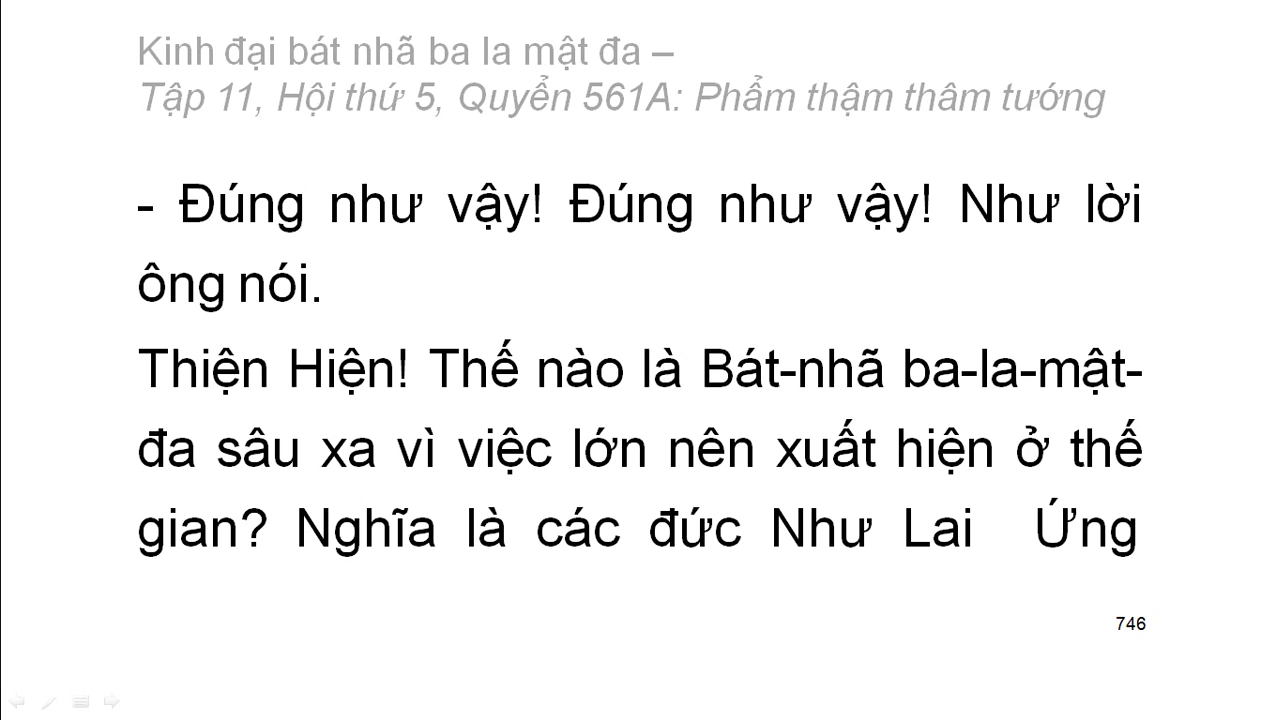 Kinh đại bát nhã ba la mật đa –
Tập 11, Hội thứ 5, Quyển 561A: Phẩm thậm thâm tướng
- Đúng như vậy! Đúng như vậy! Như lời
ông nói.
Thiện Hiện! Thế nào là Bát-nhã ba-la-mật-
đa sâu xa vì việc lớn nên xuất hiện ở thế
gian? Nghĩa là các đức Như Lai Ứng
746